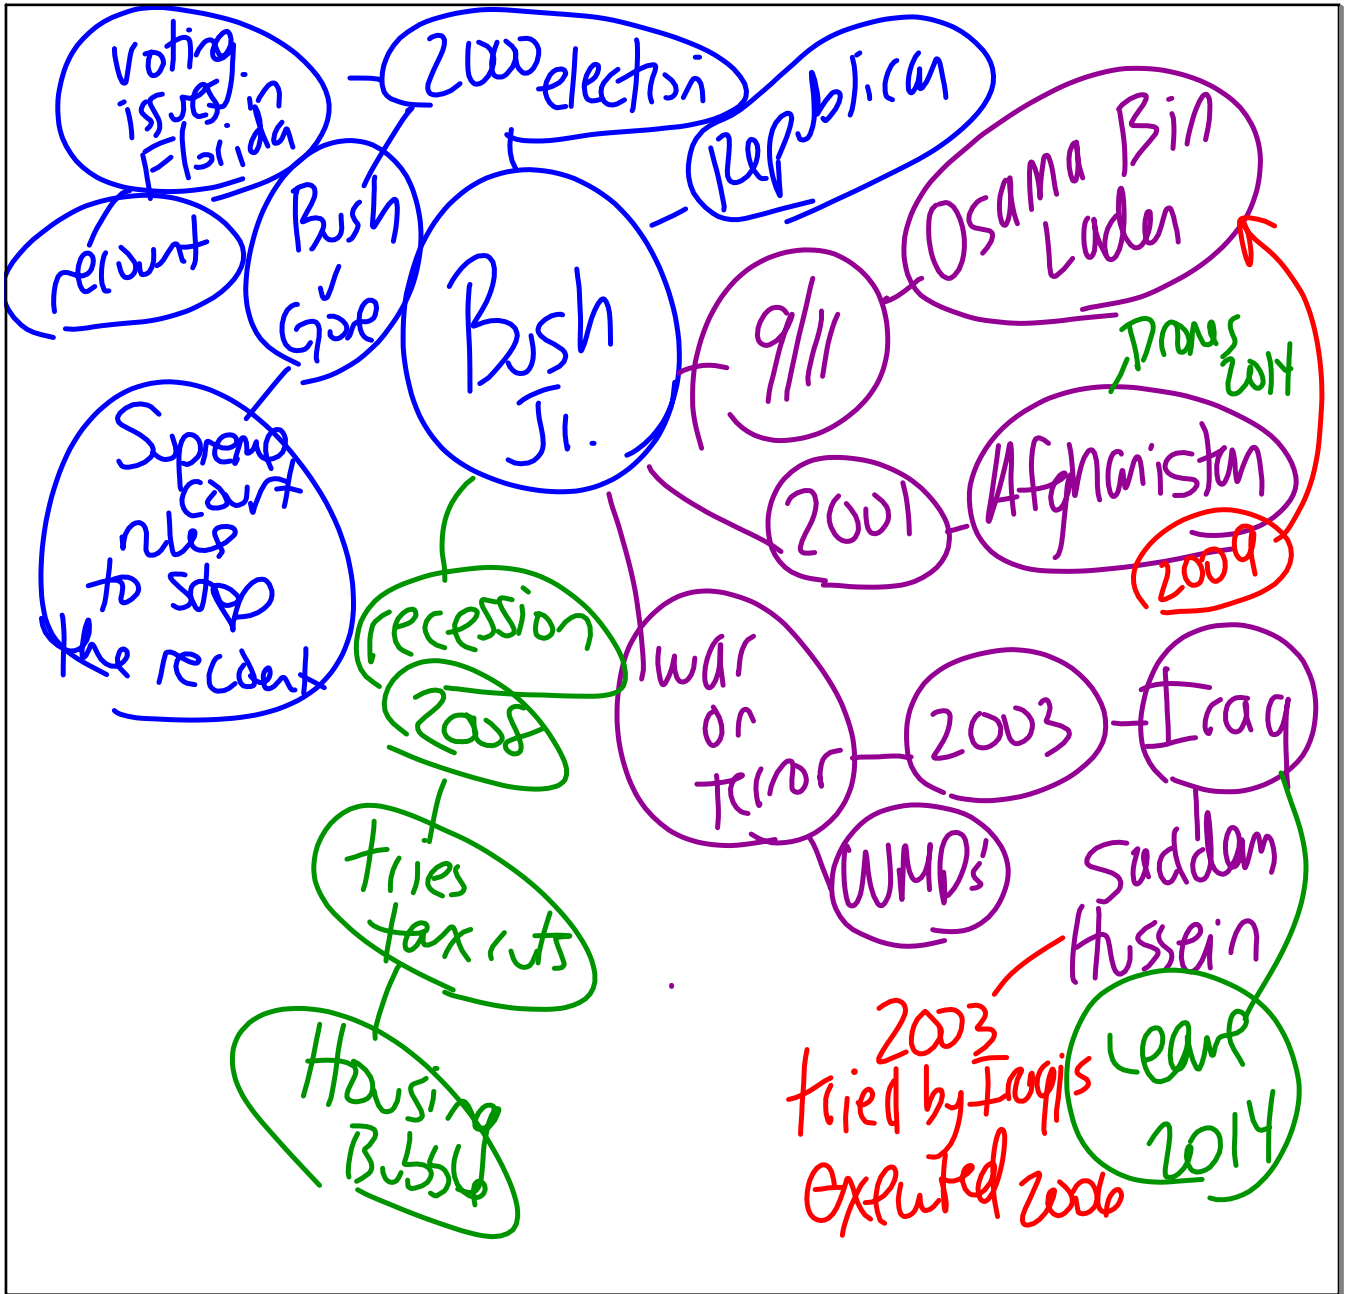 voting
issues in
Florida
2000 election
Republican
recount
Bush
v
Gore
Bush
Jr.
9/11
Osama Bin
Laden
Drones
2014
Supreme
court
rules
to stop
the recount
2001
Afghanistan
2009
recession
2008
war
on
terror
2003
Iraq
WMD's
Saddam
Hussein
tries
tax cuts
Housing
Bubble
2003
tried by Iraqis
executed 2006
Leave
2014